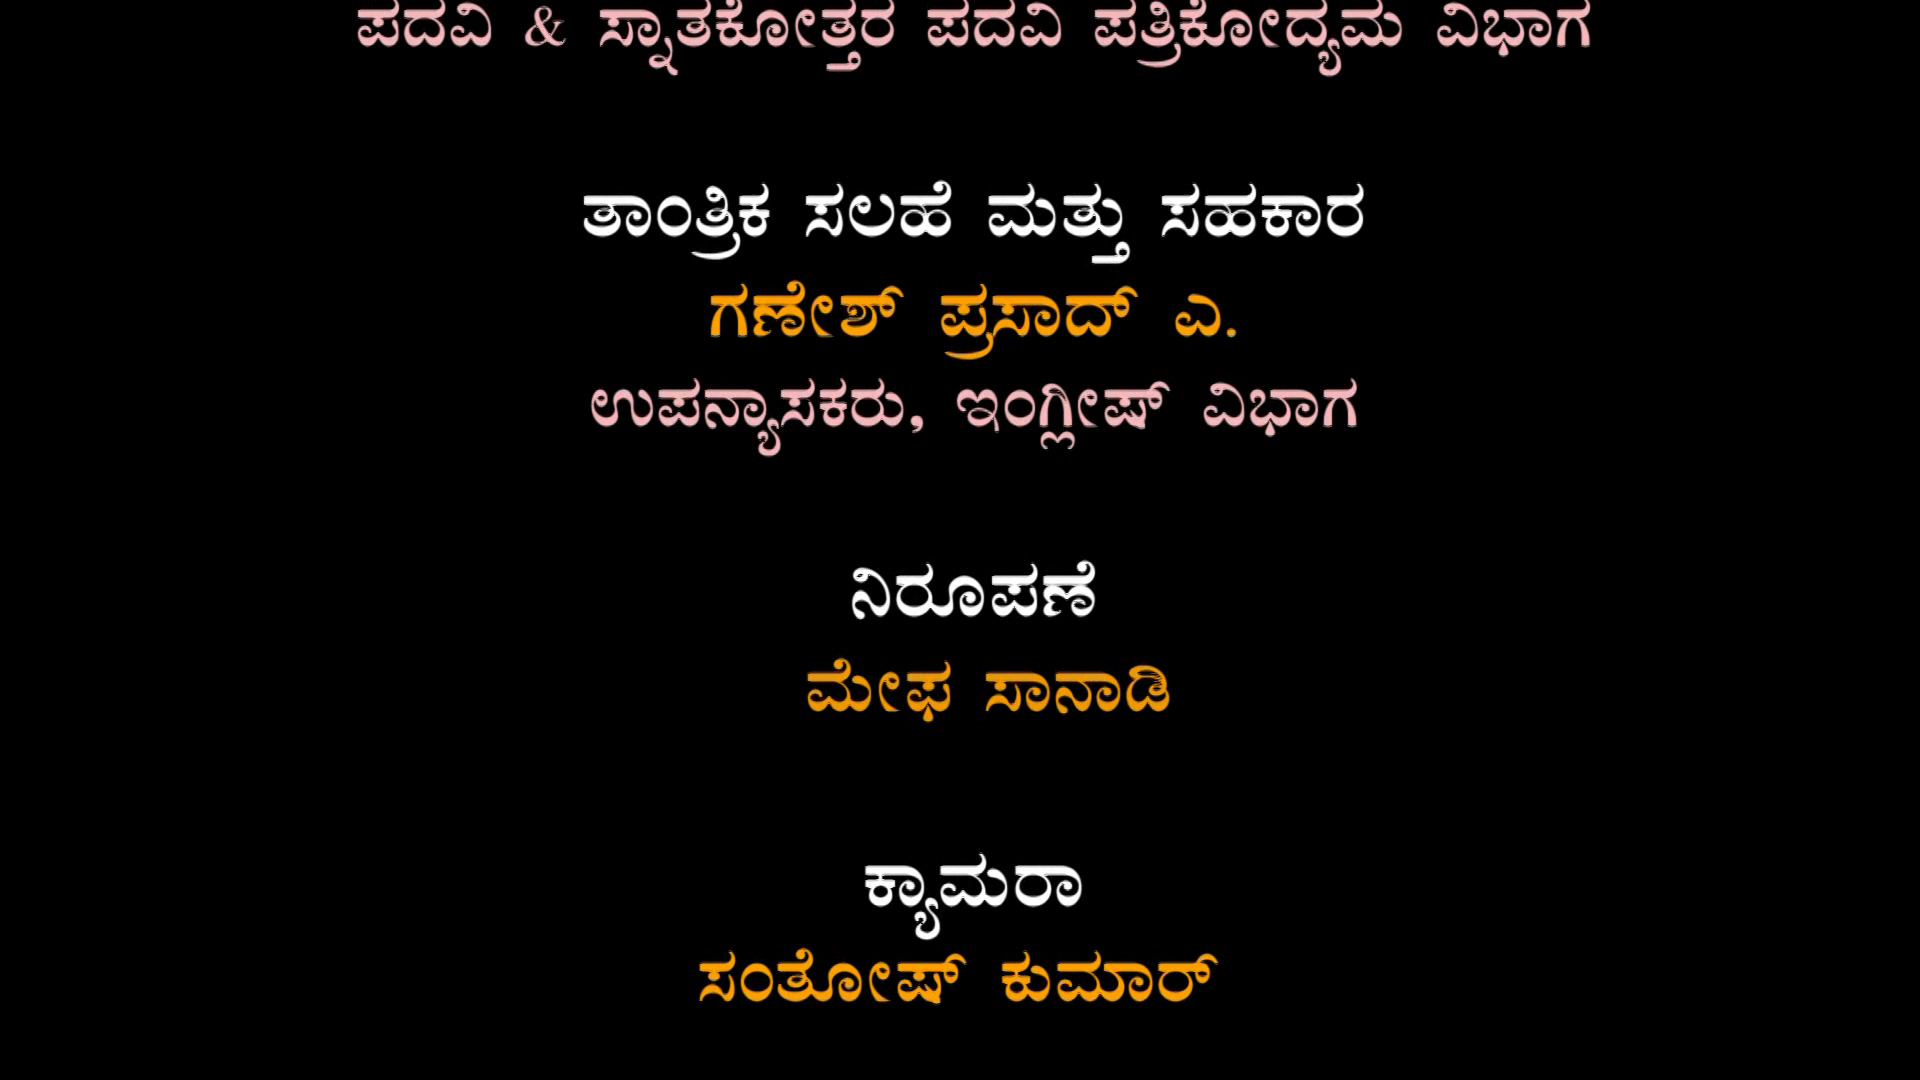 ಪದವಿ & ಸ್ನಾತಕೋತ್ತರ ಪದವಿ ಪತ್ರಿಕೋದ್ಯಮ ವಿಭಾಗ
ತಾಂತ್ರಿಕ ಸಲಹೆ ಮತ್ತು ಸಹಕಾರ
ಗಣೇಶ್ ಪ್ರಸಾದ್ ಎ.
ಉಪನ್ಯಾಸಕರು, ಇಂಗ್ಲೀಷ್ ವಿಭಾಗ
ನಿರೂಪಣೆ
ಮೇಘ ಸಾನಾಡಿ
ಕ್ಯಾಮರಾ
ಸಂತೋಷ್ ಕುಮಾರ್